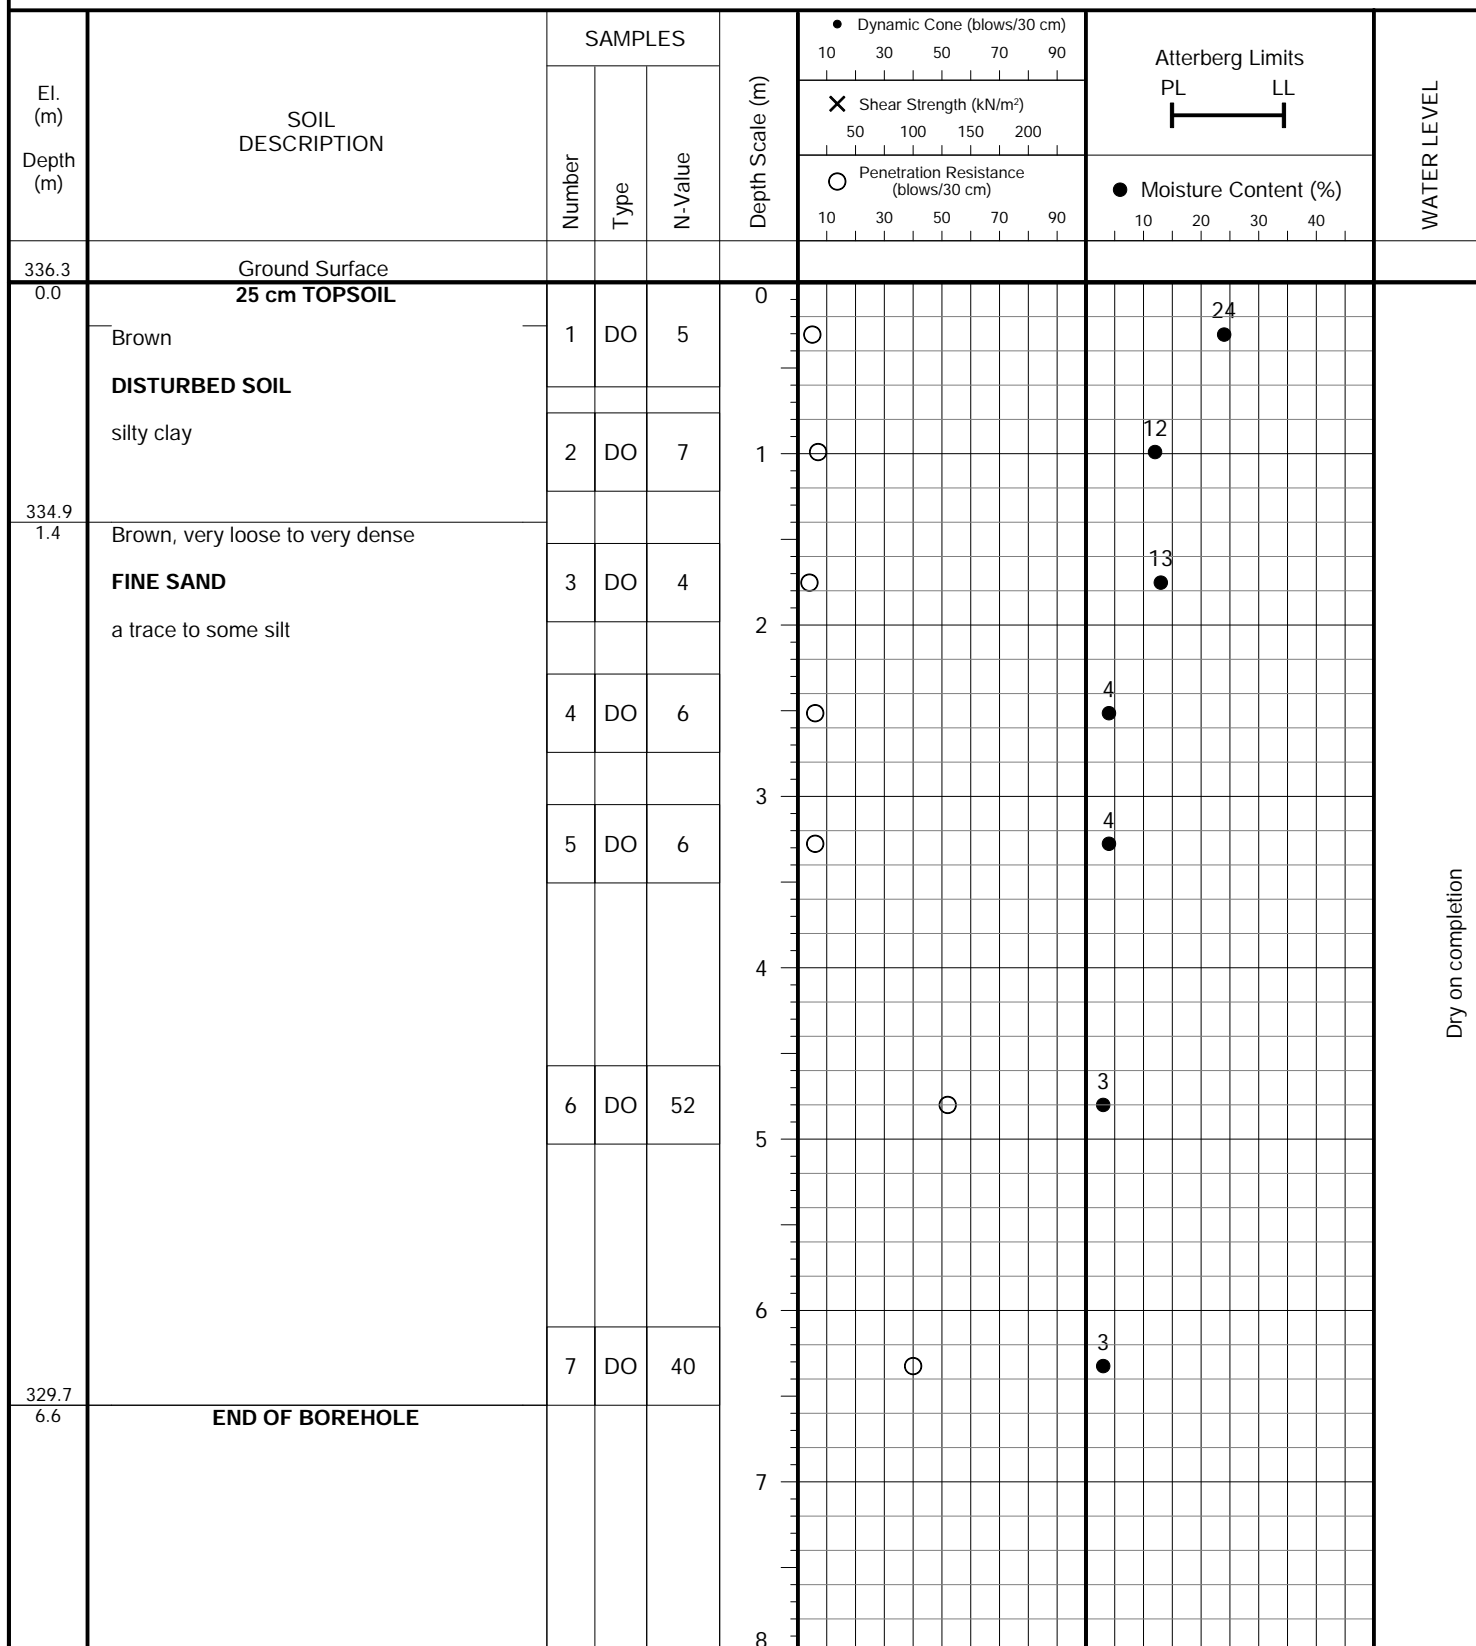 El.
(m)
Depth
(m)
SOIL
DESCRIPTION
SAMPLES
Number
Type
N-Value
Depth Scale (m)
Dynamic Cone (blows/30 cm)
10 30 50 70 90
Shear Strength (kN/m²)
50 100 150 200
Penetration Resistance
(blows/30 cm)
10 30 50 70 90
Atterberg Limits
PL LL
Moisture Content (%)
10 20 30 40
WATER LEVEL
336.3 Ground Surface
0.0 25 cm TOPSOIL 0
24
Brown 1 DO 5
DISTURBED SOIL
silty clay
12
2 DO 7 1
334.9
1.4 Brown, very loose to very dense
13
FINE SAND 3 DO 4
a trace to some silt 2
4
4 DO 6
3
4
5 DO 6
Dry on completion
4
3
6 DO 52
5
6
3
7 DO 40
329.7
6.6 END OF BOREHOLE
7
8